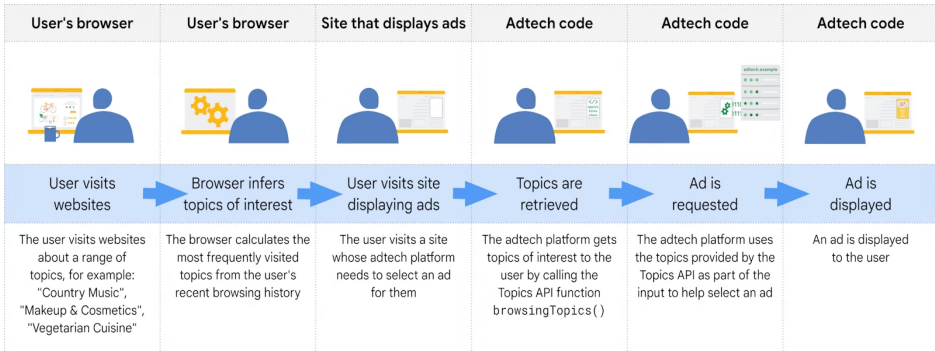 User's browser
User's browser
Site that displays ads
Adtech code
Adtech code
Adtech code
adtech.example
User visits
websites
Browser infers
topics of interest
User visits site
displaying ads
Topics are
retrieved
Ad is
requested
Ad is
displayed
The user visits websites
about a range of
topics, for example:
"Country Music",
"Makeup & Cosmetics",
"Vegetarian Cuisine"
The browser calculates the
most frequently visited
topics from the user's
recent browsing history
The user visits a site
whose adtech platform
needs to select an ad
for them
The adtech platform gets
topics of interest to the
user by calling the
Topics API function
browsingTopics()
The adtech platform uses
the topics provided by the
Topics API as part of the
input to help select an ad
An ad is displayed
to the user